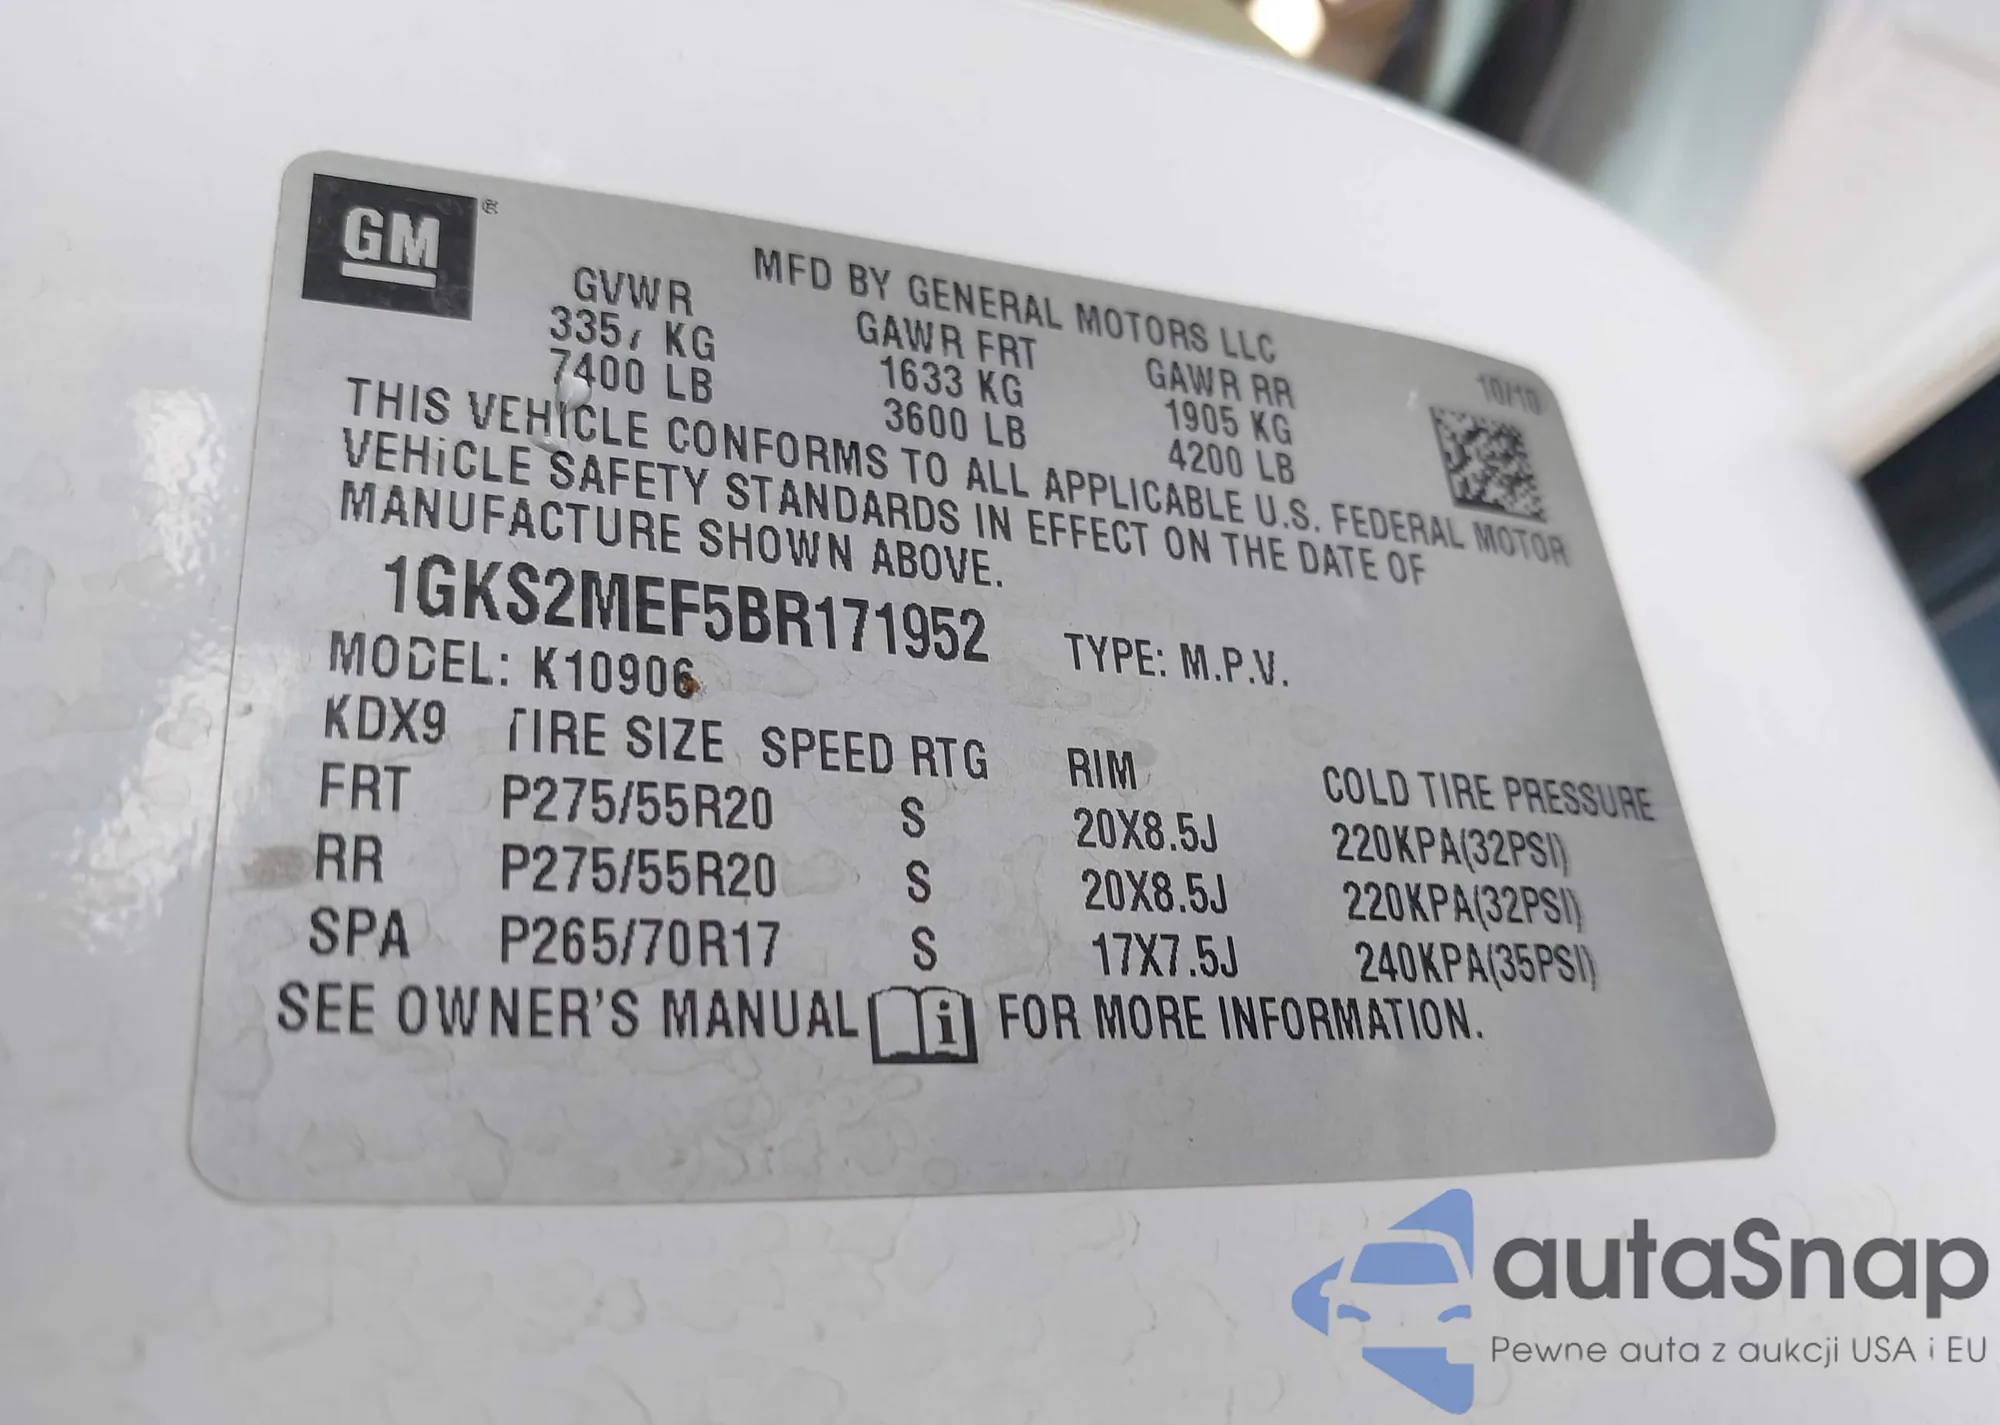 GM ®
MFD BY GENERAL MOTORS LLC
GVWR GAWR FRT GAWR RR 10/10
3357 KG 1633 KG 1905 KG
7400 LB 3600 LB 4200 LB
THIS VEHICLE CONFORMS TO ALL APPLICABLE U.S. FEDERAL MOTOR
VEHICLE SAFETY STANDARDS IN EFFECT ON THE DATE OF
MANUFACTURE SHOWN ABOVE.
1GKS2MEF5BR171952 TYPE: M.P.V.
MODEL: K10906
KDX9 TIRE SIZE SPEED RTG RIM COLD TIRE PRESSURE
FRT P275/55R20 S 20X8.5J 220KPA(32PSI)
RR P275/55R20 S 20X8.5J 220KPA(32PSI)
SPA P265/70R17 S 17X7.5J 240KPA(35PSI)
SEE OWNER'S MANUAL i FOR MORE INFORMATION.
autaSnap
Pewne auta z aukcji USA i EU